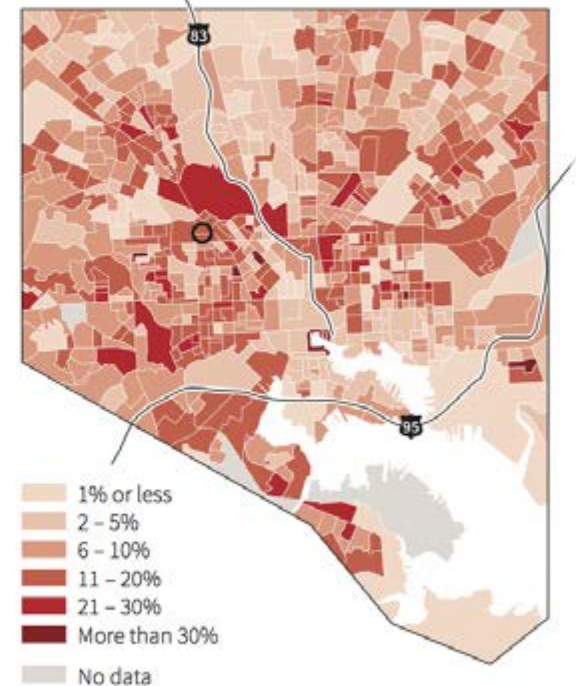 83
95
1% or less
2 – 5%
6 – 10%
11 – 20%
21 – 30%
More than 30%
No data